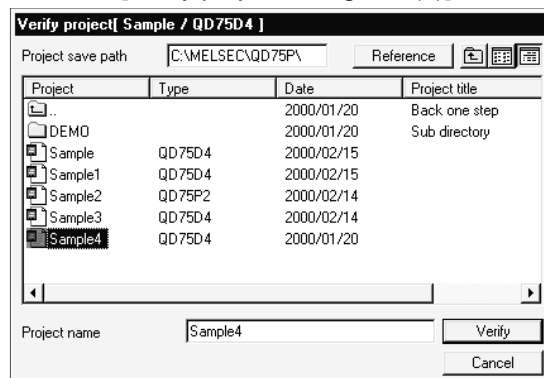 Verify project[ Sample / QD75D4 ]
Project save path C:\MELSEC\QD75P\ Reference
Project Type Date Project title
.. 2000/01/20 Back one step
DEMO 2000/01/20 Sub directory
Sample QD75D4 2000/02/15
Sample1 QD75D4 2000/02/15
Sample2 QD75P2 2000/02/14
Sample3 QD75D4 2000/02/14
Sample4 QD75D4 2000/01/20
Project name Sample4 Verify
Cancel